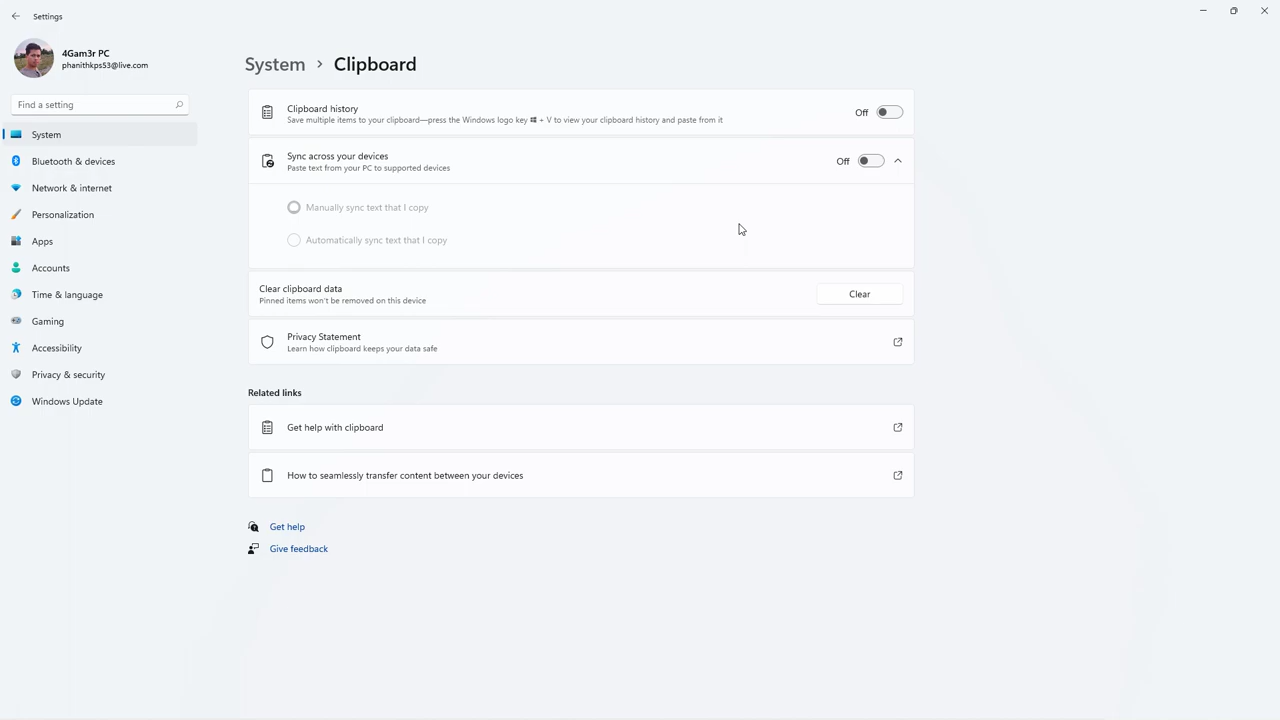 Settings
4Gam3r PC
phanithkps53@live.com
Find a setting
System
Bluetooth & devices
Network & internet
Personalization
Apps
Accounts
Time & language
Gaming
Accessibility
Privacy & security
Windows Update
System > Clipboard
Clipboard history
Save multiple items to your clipboard—press the Windows logo key + V to view your clipboard history and paste from it
Off
Sync across your devices
Paste text from your PC to supported devices
Off
Manually sync text that I copy
Automatically sync text that I copy
Clear clipboard data
Pinned items won't be removed on this device
Clear
Privacy Statement
Learn how clipboard keeps your data safe
Related links
Get help with clipboard
How to seamlessly transfer content between your devices
Get help
Give feedback